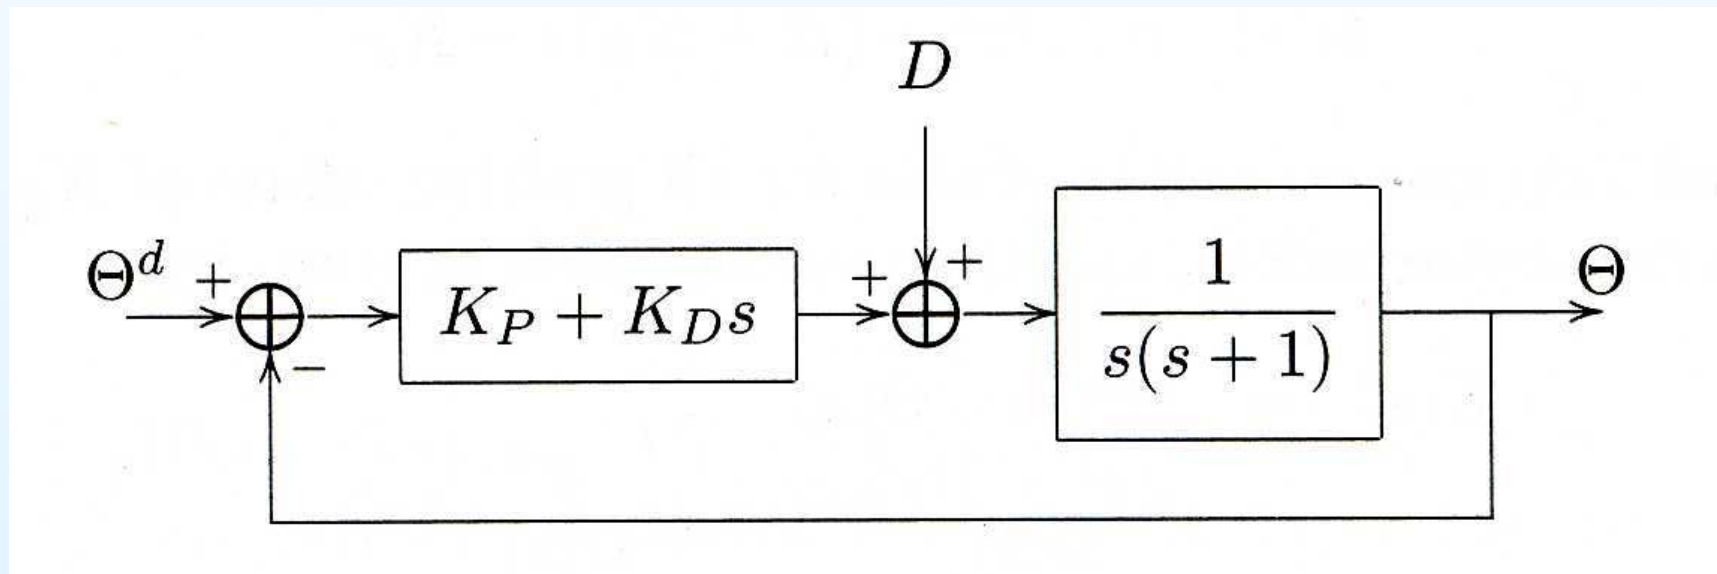 D
Θ^d + − K_P + K_D s + + 1/(s(s + 1)) Θ